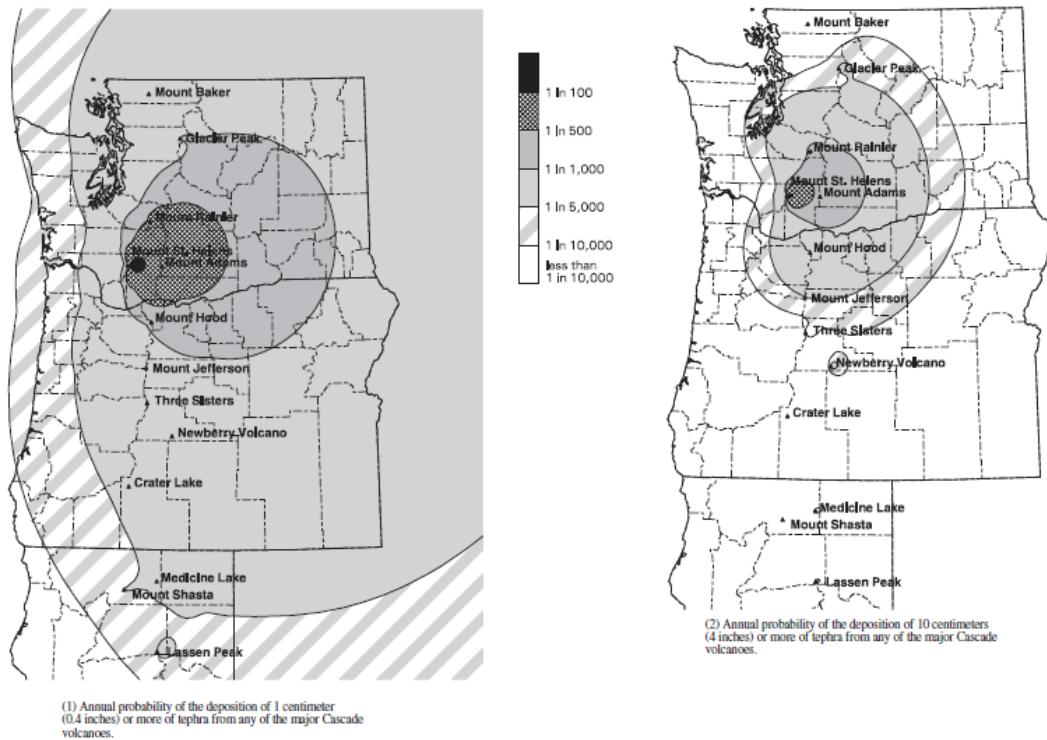 Mount Baker
Glacier Peak
Mount Rainier
Mount St. Helens
Mount Adams
Mount Hood
Mount Jefferson
Three Sisters
Newberry Volcano
Crater Lake
Medicine Lake
Mount Shasta
Lassen Peak
(1) Annual probability of the deposition of 1 centimeter
(0.4 inches) or more of tephra from any of the major Cascade
volcanoes.
1 In 100
1 In 500
1 In 1,000
1 In 5,000
1 In 10,000
less than
1 in 10,000
Mount Baker
Glacier Peak
Mount Rainier
Mount St. Helens
Mount Adams
Mount Hood
Mount Jefferson
Three Sisters
Newberry Volcano
Crater Lake
Medicine Lake
Mount Shasta
Lassen Peak
(2) Annual probability of the deposition of 10 centimeters
(4 inches) or more of tephra from any of the major Cascade
volcanoes.